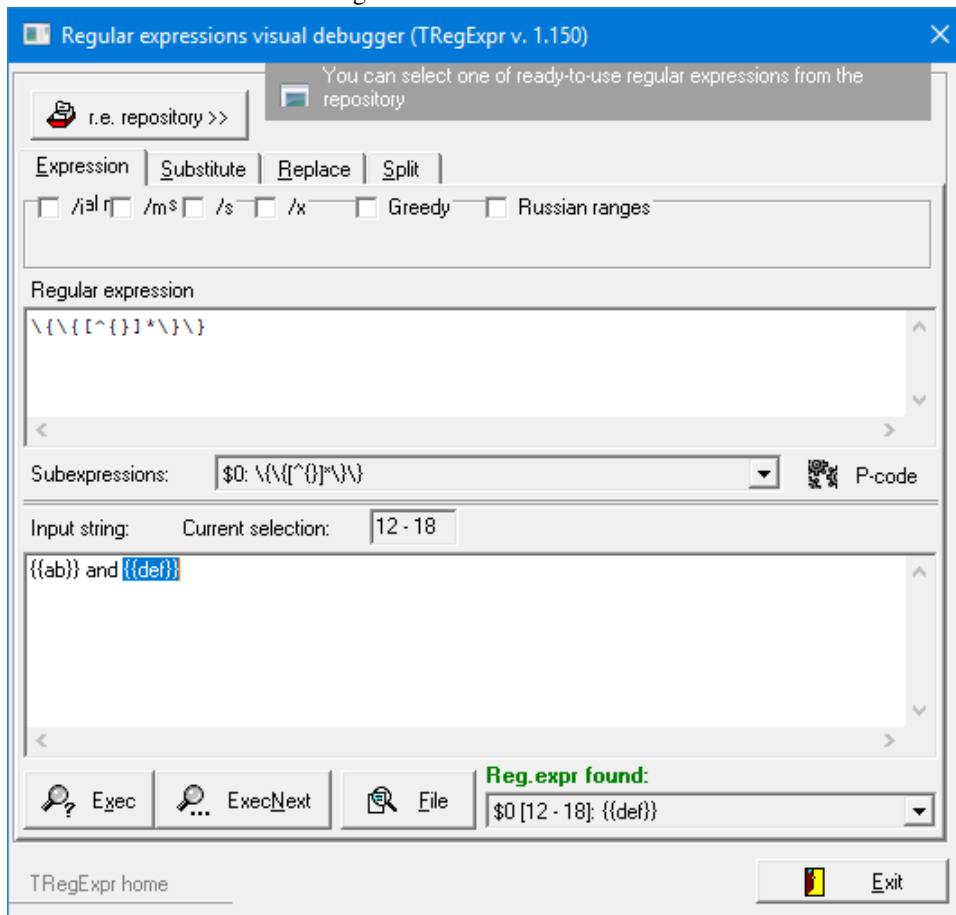 Regular expressions visual debugger (TRegExpr v. 1.150)
You can select one of ready-to-use regular expressions from the
repository
r.e. repository >>
Expression Substitute Replace Split
/i /m /s /x Greedy Russian ranges
Regular expression
\{\{[^{}]*\}\}
Subexpressions: $0: \{\{[^{}]*\}\} P-code
Input string: Current selection: 12 - 18
{{ab}} and {{def}}
Reg.expr found:
Exec ExecNext File $0 [12 - 18]: {{def}}
TRegExpr home Exit